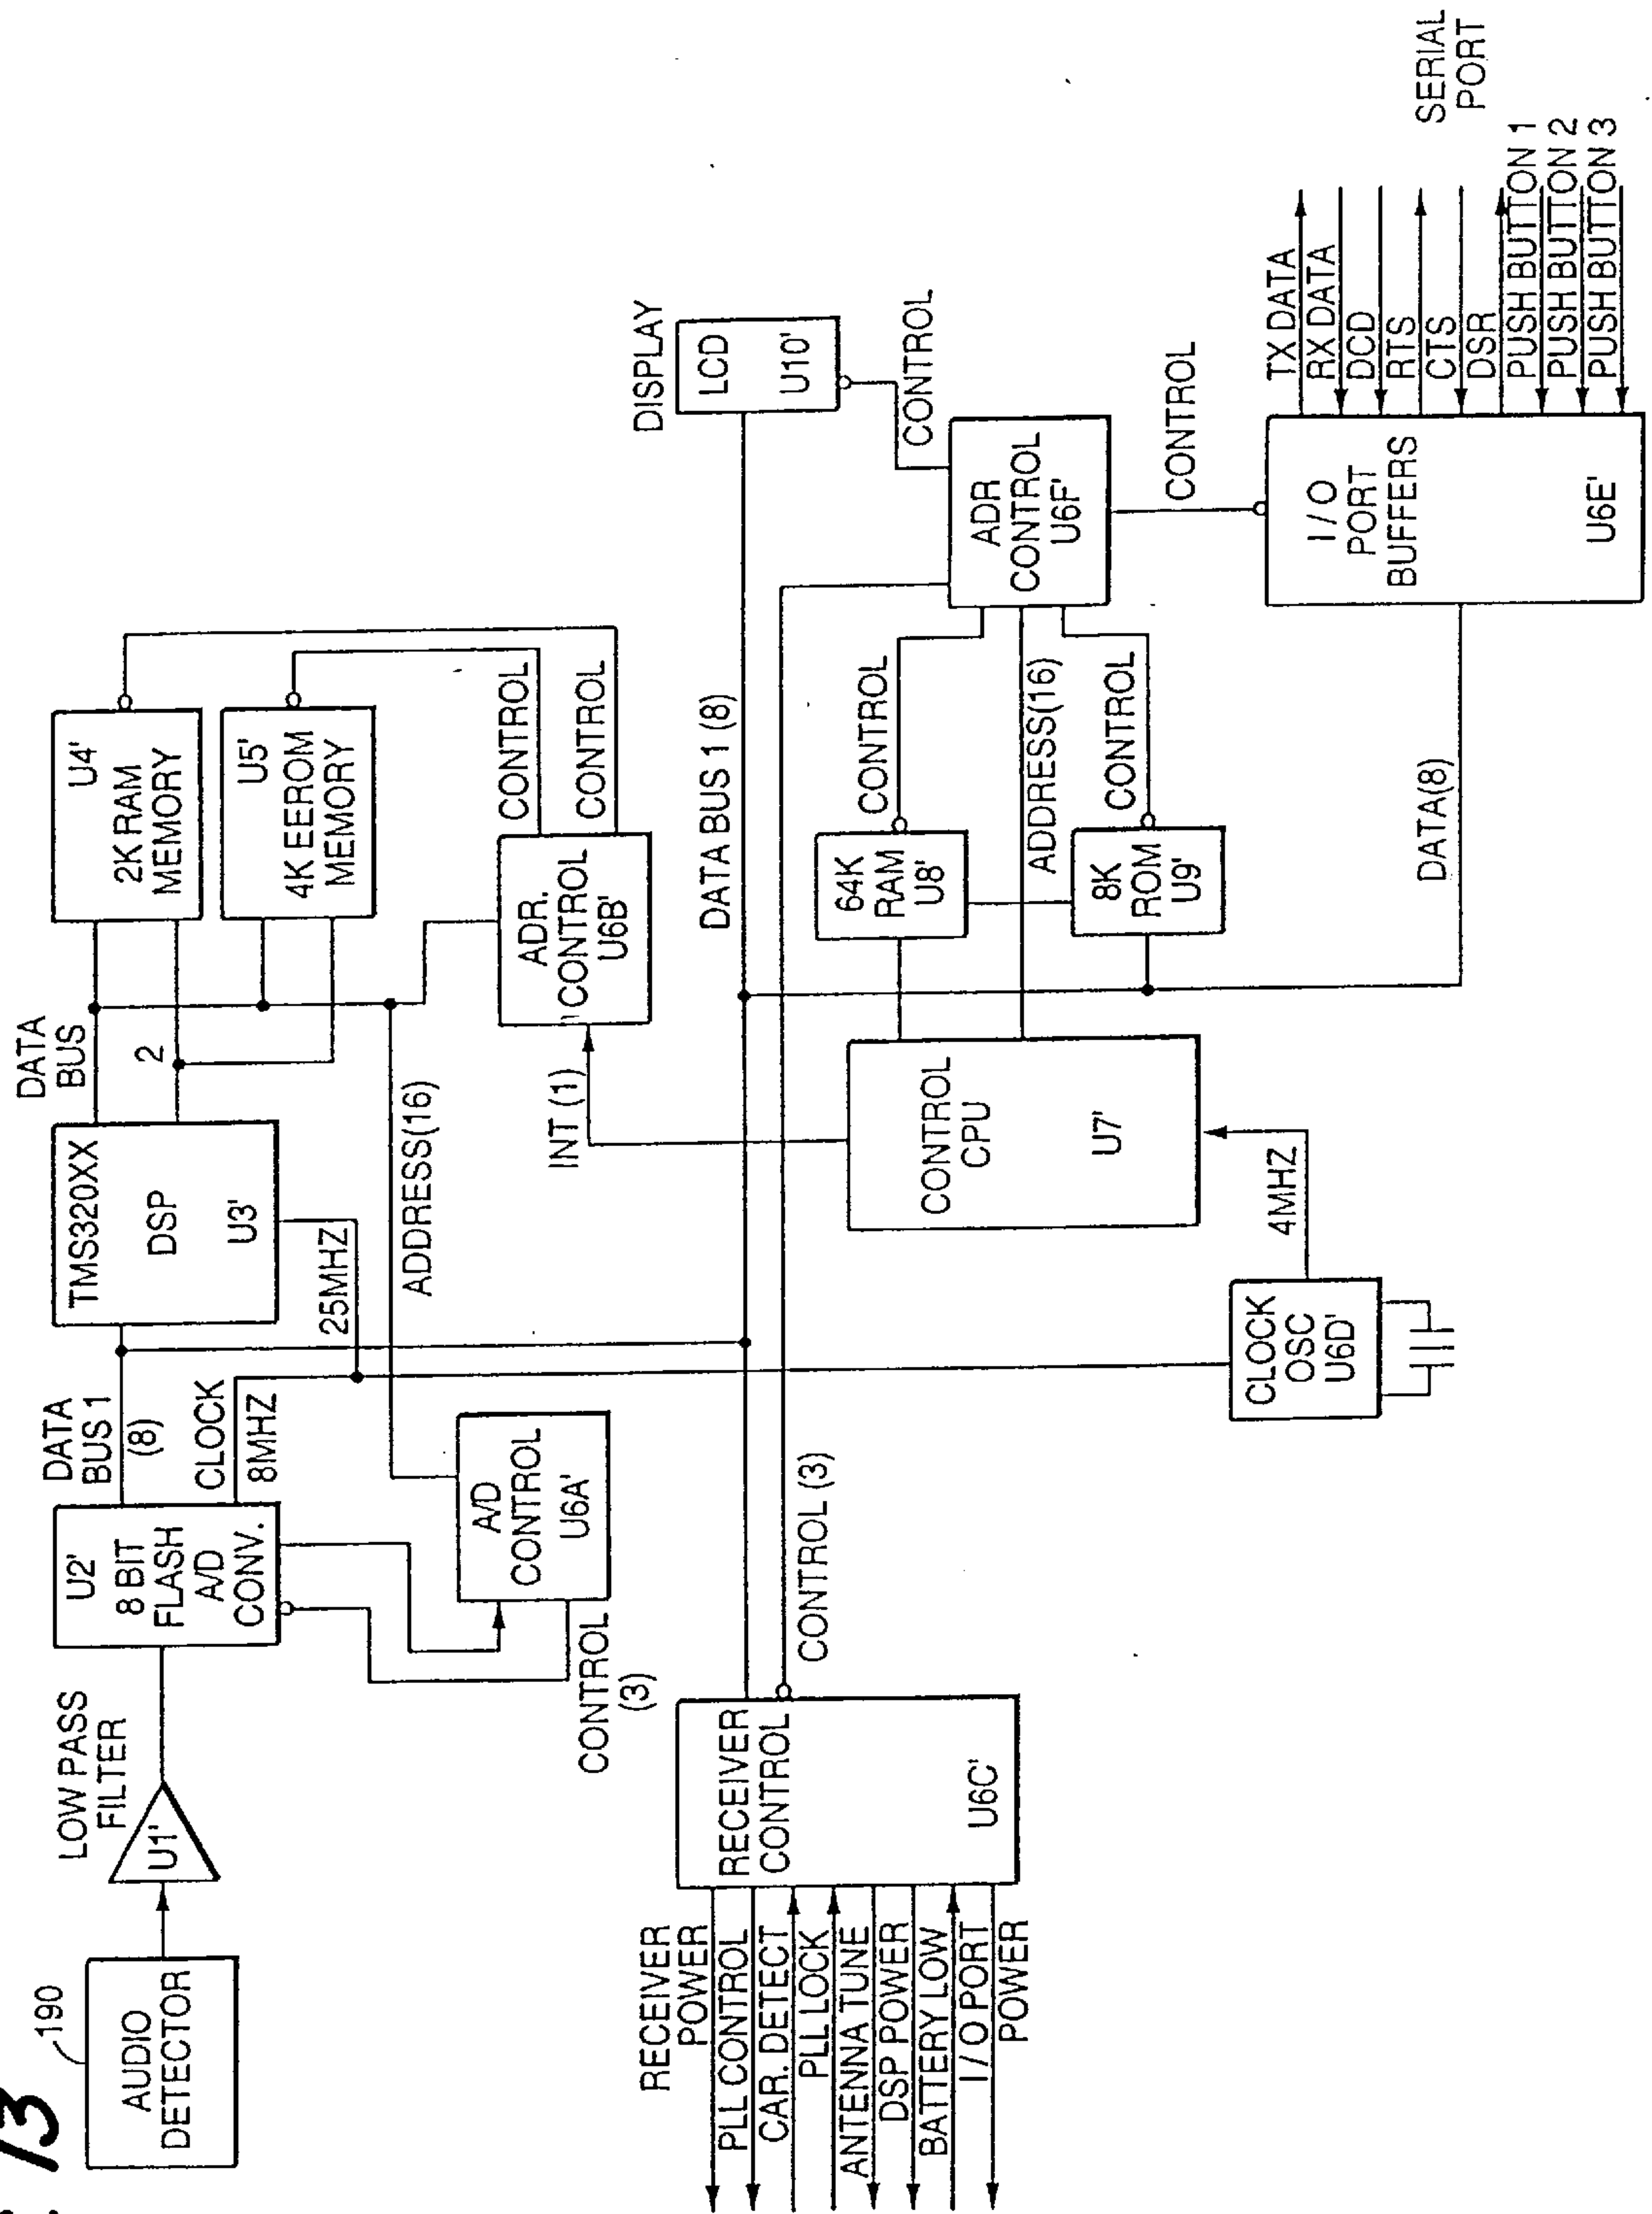 13
190
AUDIO
DETECTOR
LOW PASS
FILTER
U1'
U2'
8 BIT
FLASH
A/D
CONV.
DATA
BUS 1
(8)
CLOCK
8MHZ
TMS320XX
DSP
U3'
25MHZ
DATA
BUS
2
U4'
2K RAM
MEMORY
U5'
4K EEROM
MEMORY
CONTROL
(3)
A/D
CONTROL
U6A'
ADDRESS(16)
INT (1)
ADR.
CONTROL
U6B'
CONTROL
CONTROL
RECEIVER
POWER
PLL CONTROL
CAR. DETECT
PLL LOCK
ANTENNA TUNE
DSP POWER
BATTERY LOW
I/O PORT
POWER
RECEIVER
CONTROL
U6C'
CONTROL (3)
DATA BUS 1 (8)
DISPLAY
LCD
U10'
CONTROL
CONTROL
CPU
U7'
64K
RAM
U8'
CONTROL
ADDRESS(16)
8K
ROM
U9'
CONTROL
ADR
CONTROL
U6F'
CONTROL
CLOCK
OSC
U6D'
4MHZ
DATA(8)
I/O
PORT
BUFFERS
U6E'
TX DATA
RX DATA
DCD
RTS
CTS
DSR
PUSH BUTTON 1
PUSH BUTTON 2
PUSH BUTTON 3
SERIAL
PORT